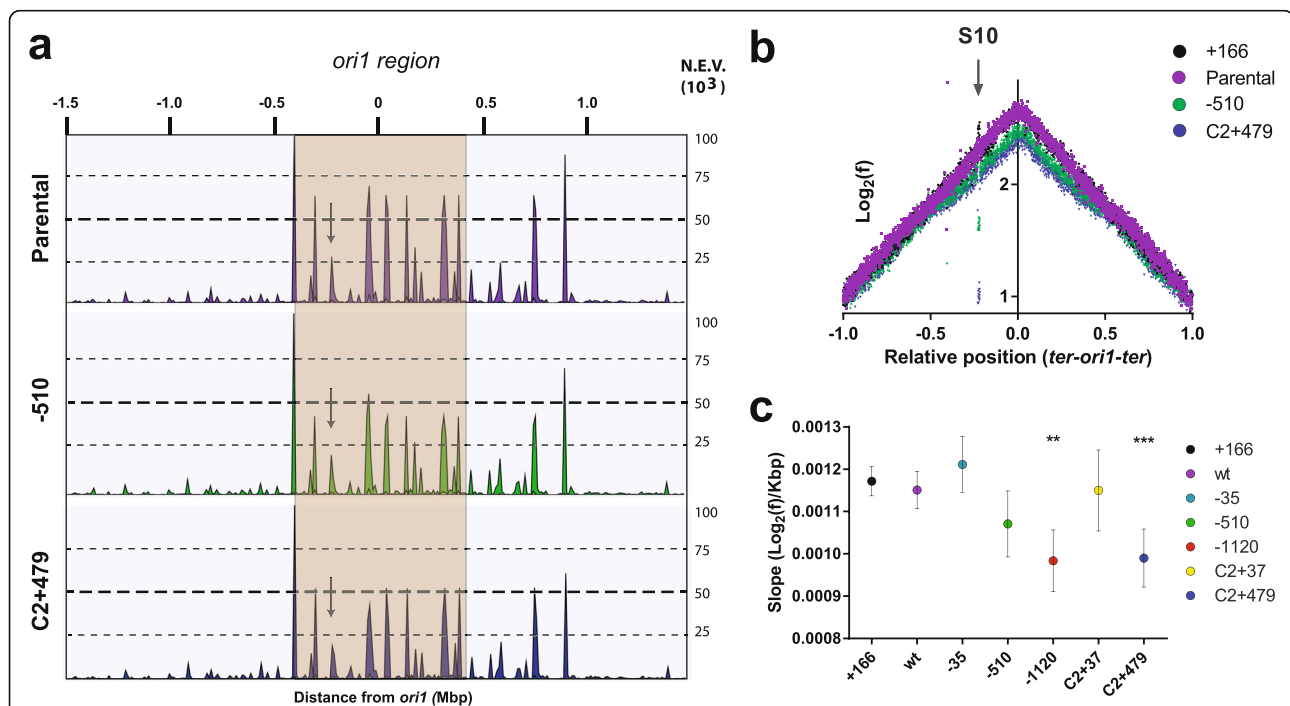 a
ori1 region
N.E.V.
(10³)
-1.5 -1.0 -0.5 0 0.5 1.0
Parental
100
75
50
25
-510
100
75
50
25
C2+479
100
75
50
25
Distance from ori1 (Mbp)
b
S10
+166
Parental
-510
C2+479
Log₂(f)
2
1
-1.0 -0.5 0.0 0.5 1.0
Relative position (ter-ori1-ter)
c
Slope (Log₂(f)/Kbp)
0.0013
0.0012
0.0011
0.0010
0.0009
0.0008
** ***
+166 wt -35 -510 -1120 C2+37 C2+479
+166
wt
-35
-510
-1120
C2+37
C2+479